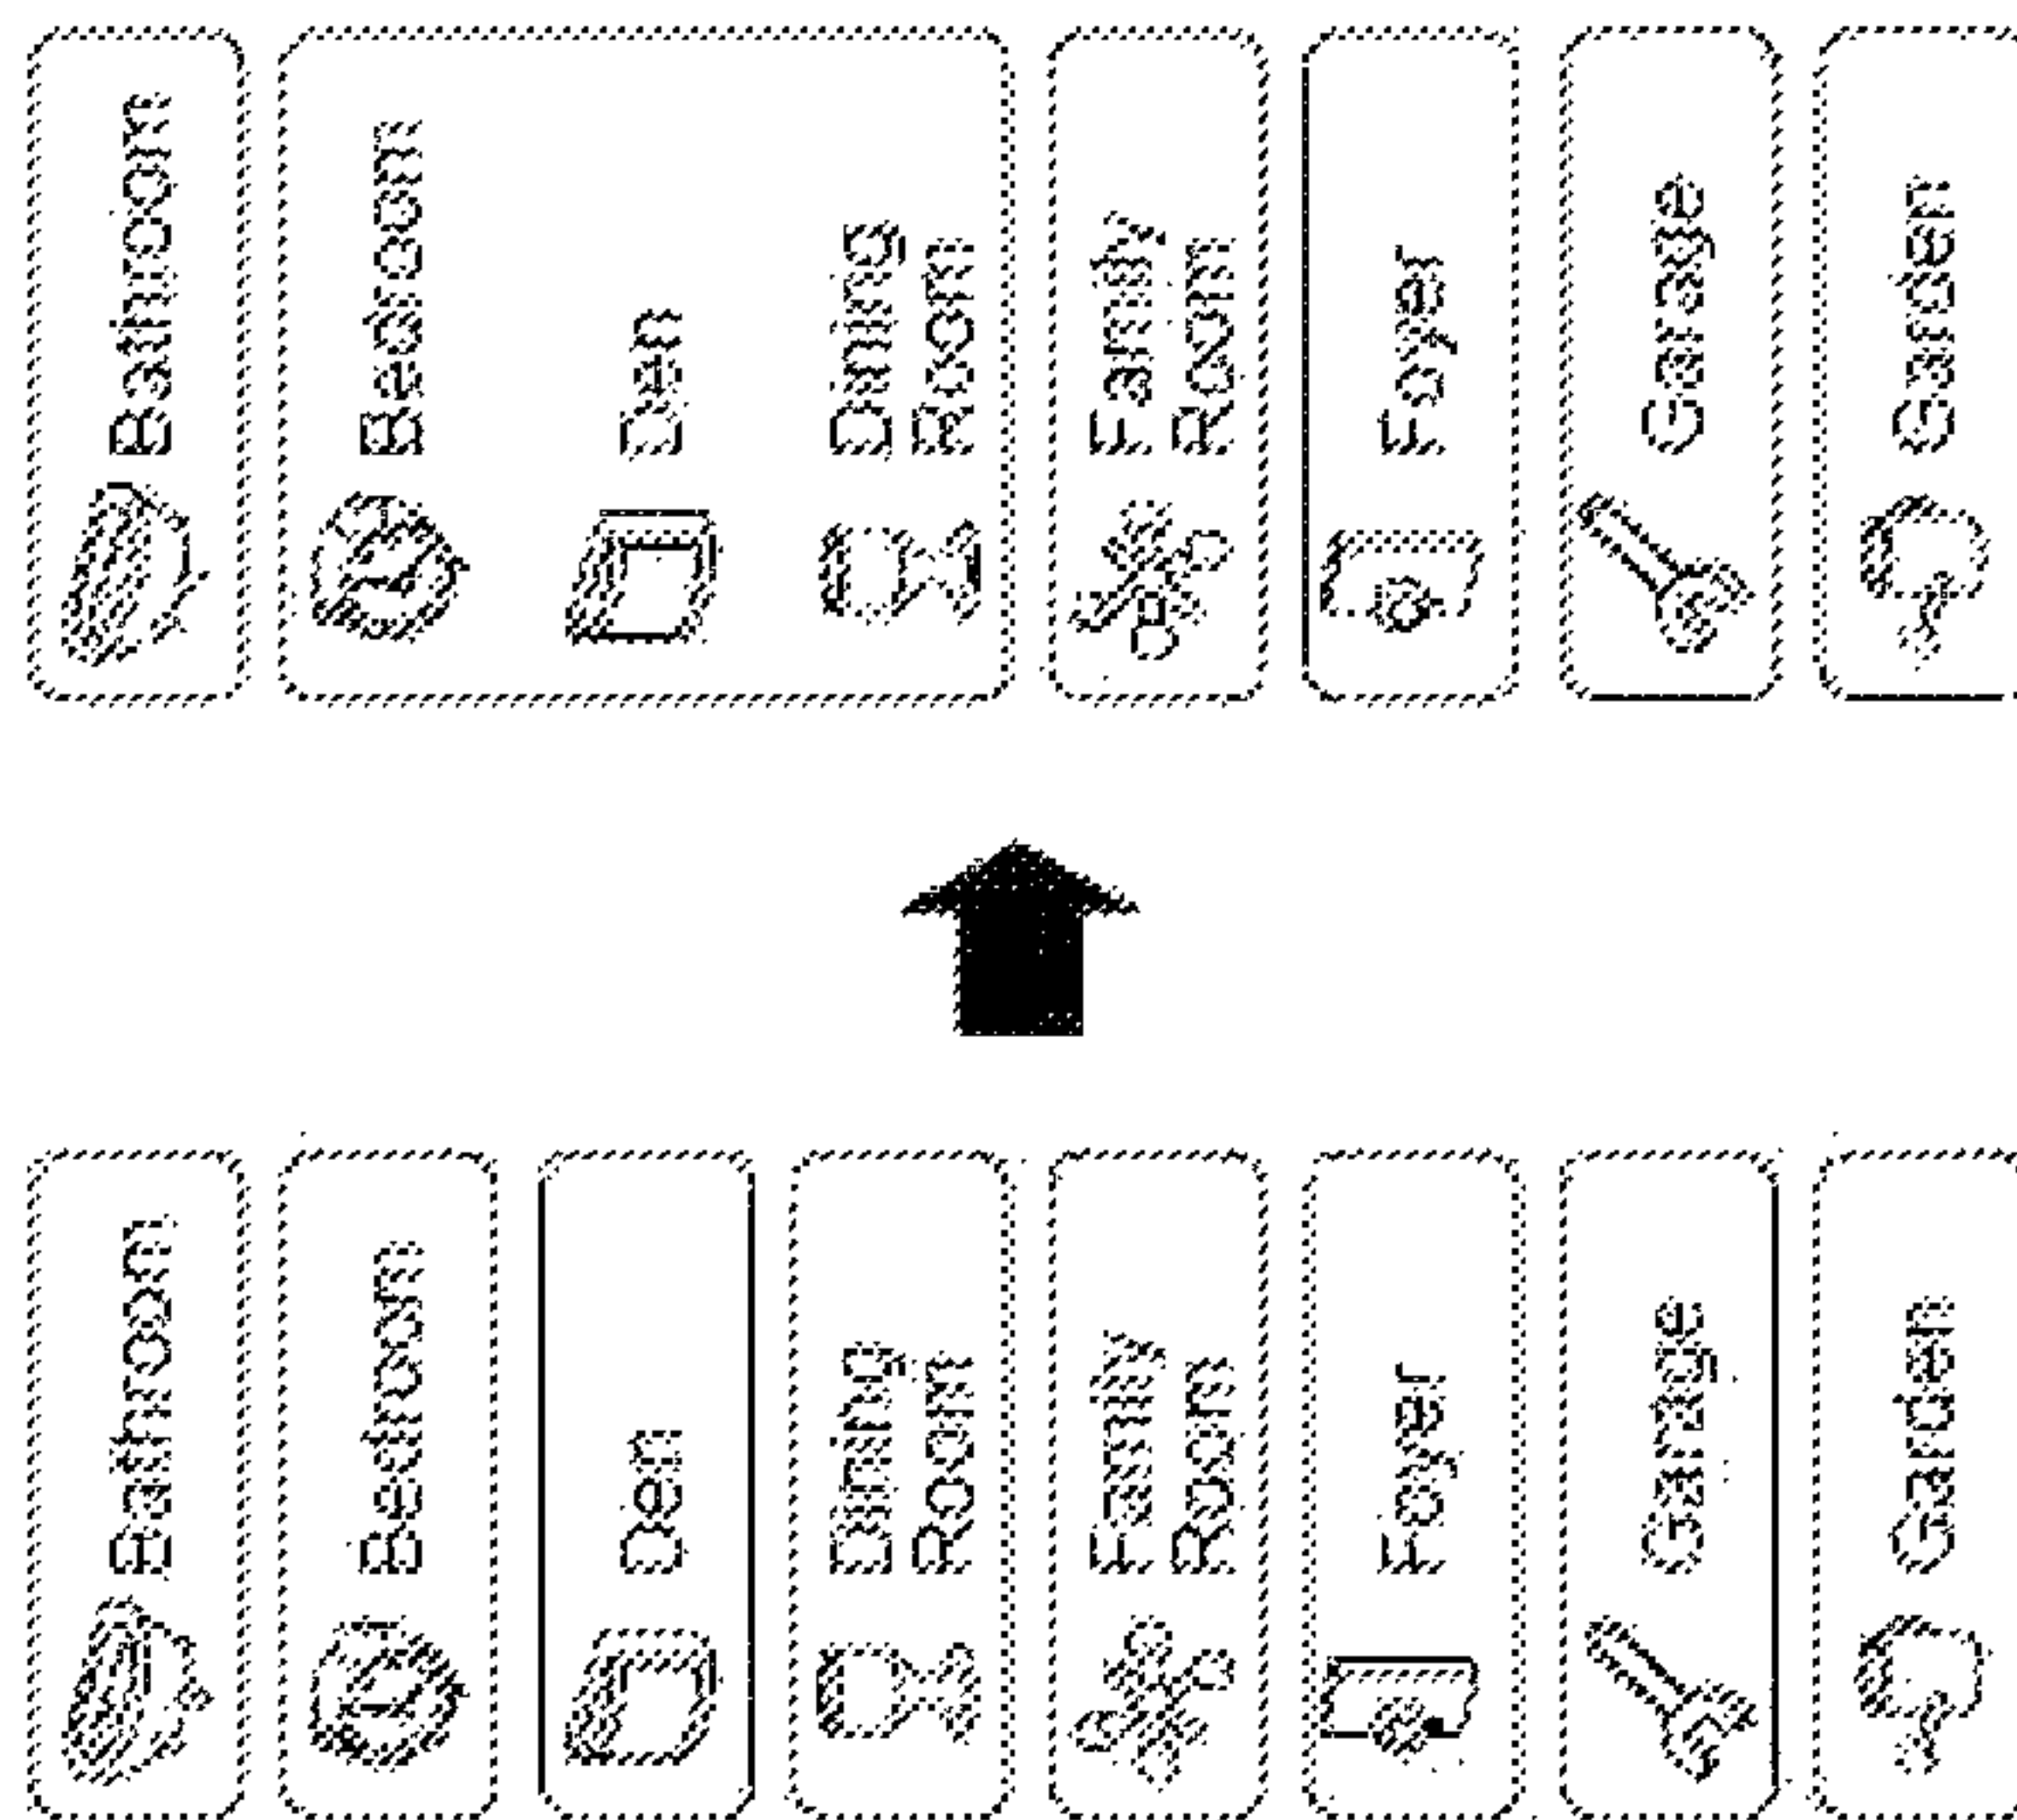 Bathroom
Bedroom
Den
Dining
Room
Family
Room
Foyer
Garage
Garden
Bathroom
Bedroom
Den
Dining
Room
Family
Room
Foyer
Garage
Garden